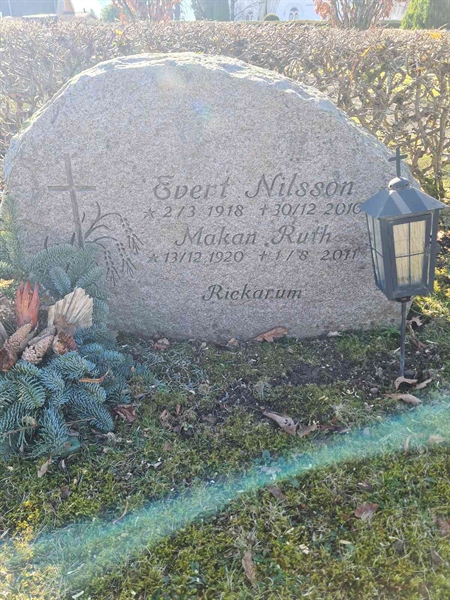 Evert Nilsson
* 2/3 1918 + 30/12 2010
Makan Ruth
* 13/12 1920 + 1/8 2011
Rickarum